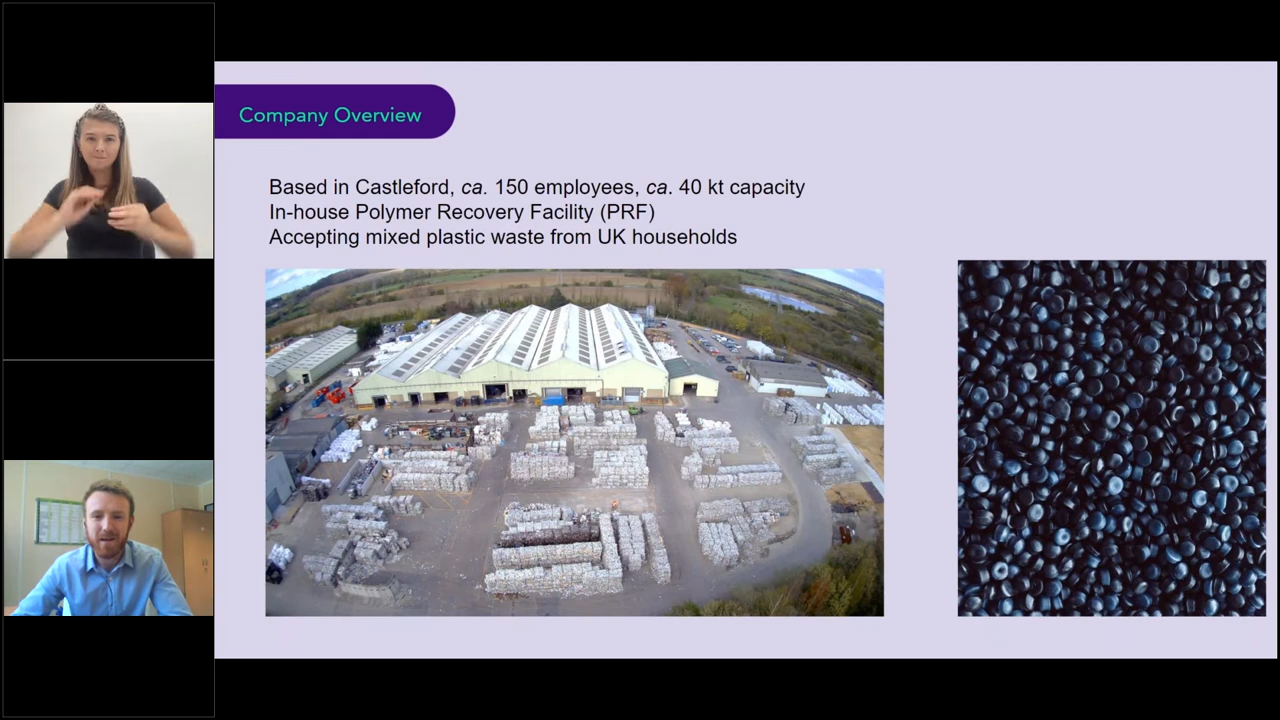 Company Overview
Based in Castleford, ca. 150 employees, ca. 40 kt capacity
In-house Polymer Recovery Facility (PRF)
Accepting mixed plastic waste from UK households